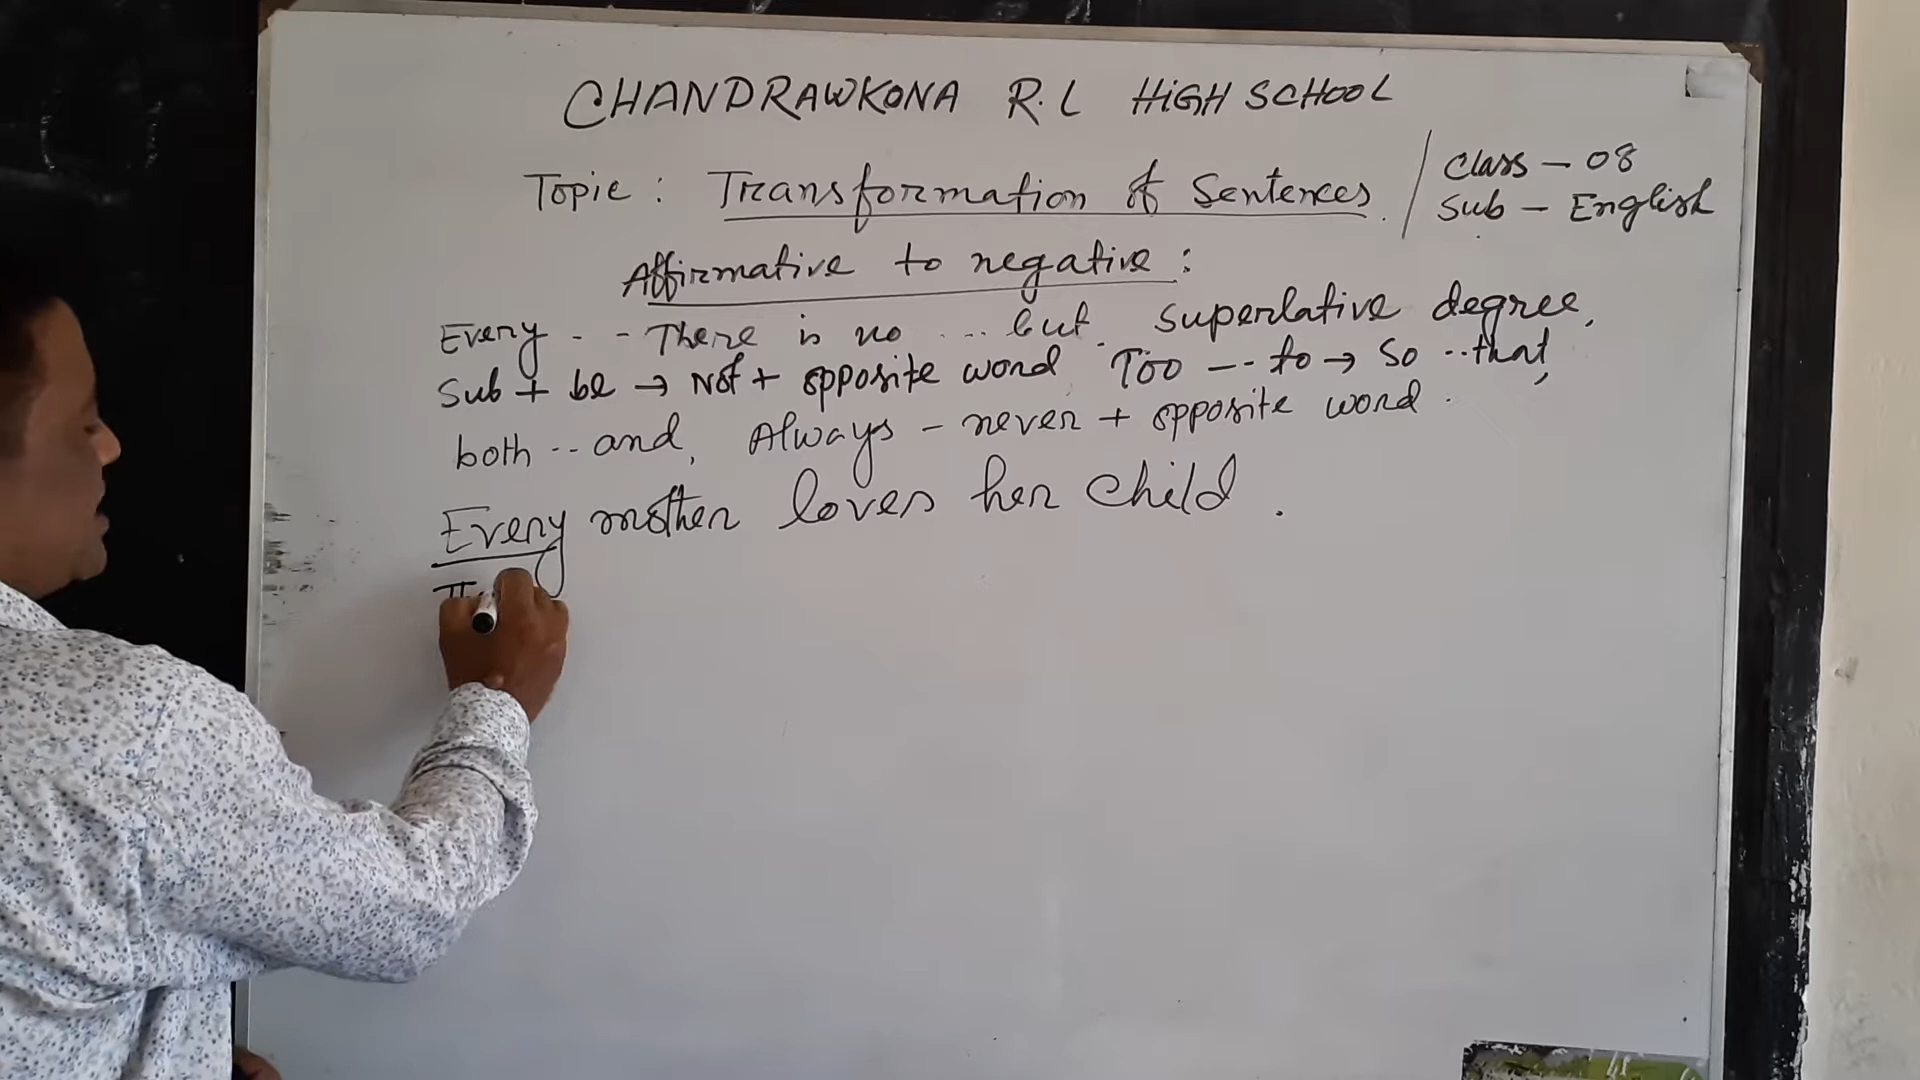 CHANDRAWKONA R.L HIGH SCHOOL
Topic : Transformation of Sentences.
Class - 08
Sub - English
Affirmative to negative :
Every - - There is no ... but. superlative degree,
Sub + be → Not + opposite word Too --- to → So ..that,
both -- and, Always - never + opposite word.
Every mother loves her child.